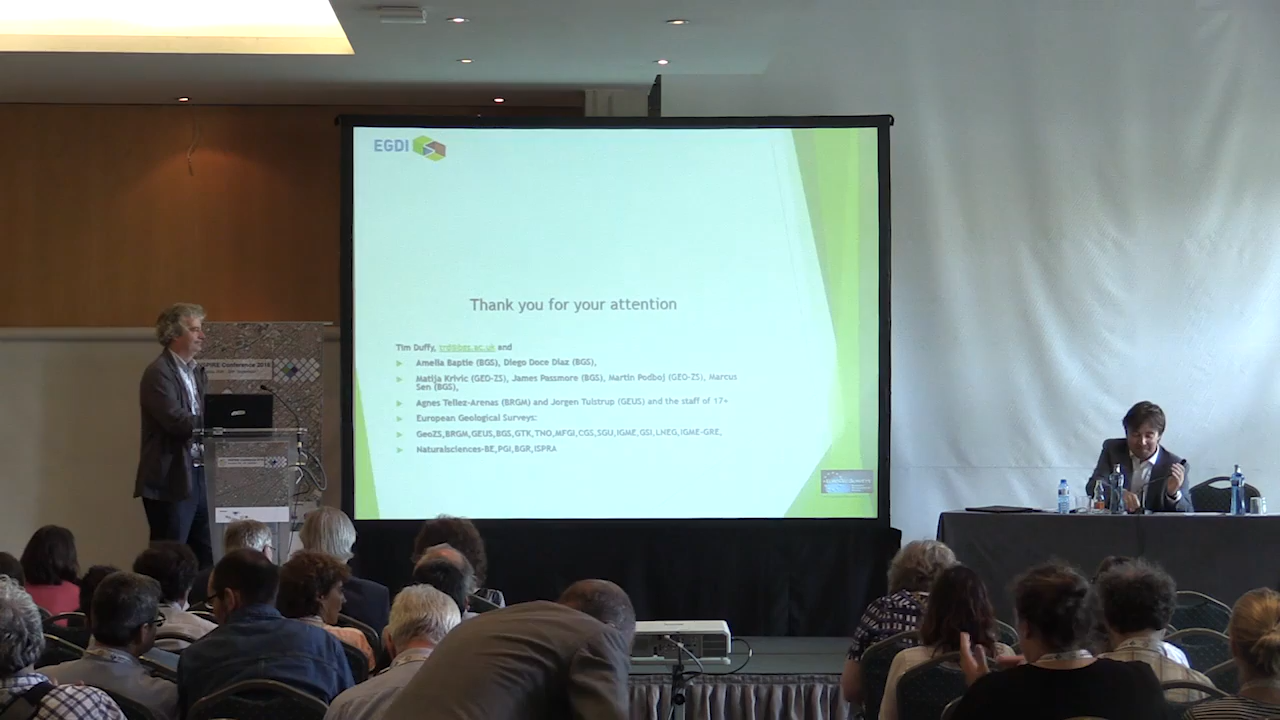 EGDI
Thank you for your attention
Tim Duffy, trd@bgs.ac.uk and
Amelia Baptie (BGS), Diego Doce Diaz (BGS),
Matija Krivic (GEO-ZS), James Passmore (BGS), Martin Podboj (GEO-ZS), Marcus
Sen (BGS),
Agnes Tellez-Arenas (BRGM) and Jorgen Tulstrup (GEUS) and the staff of 17+
European Geological Surveys:
GeoZS,BRGM,GEUS,BGS,GTK,TNO,MFGI,CGS,SGU,IGME,GSI,LNEG,IGME-GRE,
Naturalsciences-BE,PGI,BGR,ISPRA
INSPIRE Conference 2016